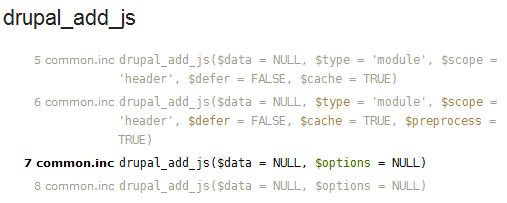 drupal_add_js
5 common.inc drupal_add_js($data = NULL, $type = 'module', $scope =
'header', $defer = FALSE, $cache = TRUE)
6 common.inc drupal_add_js($data = NULL, $type = 'module', $scope =
'header', $defer = FALSE, $cache = TRUE, $preprocess =
TRUE)
7 common.inc drupal_add_js($data = NULL, $options = NULL)
8 common.inc drupal_add_js($data = NULL, $options = NULL)